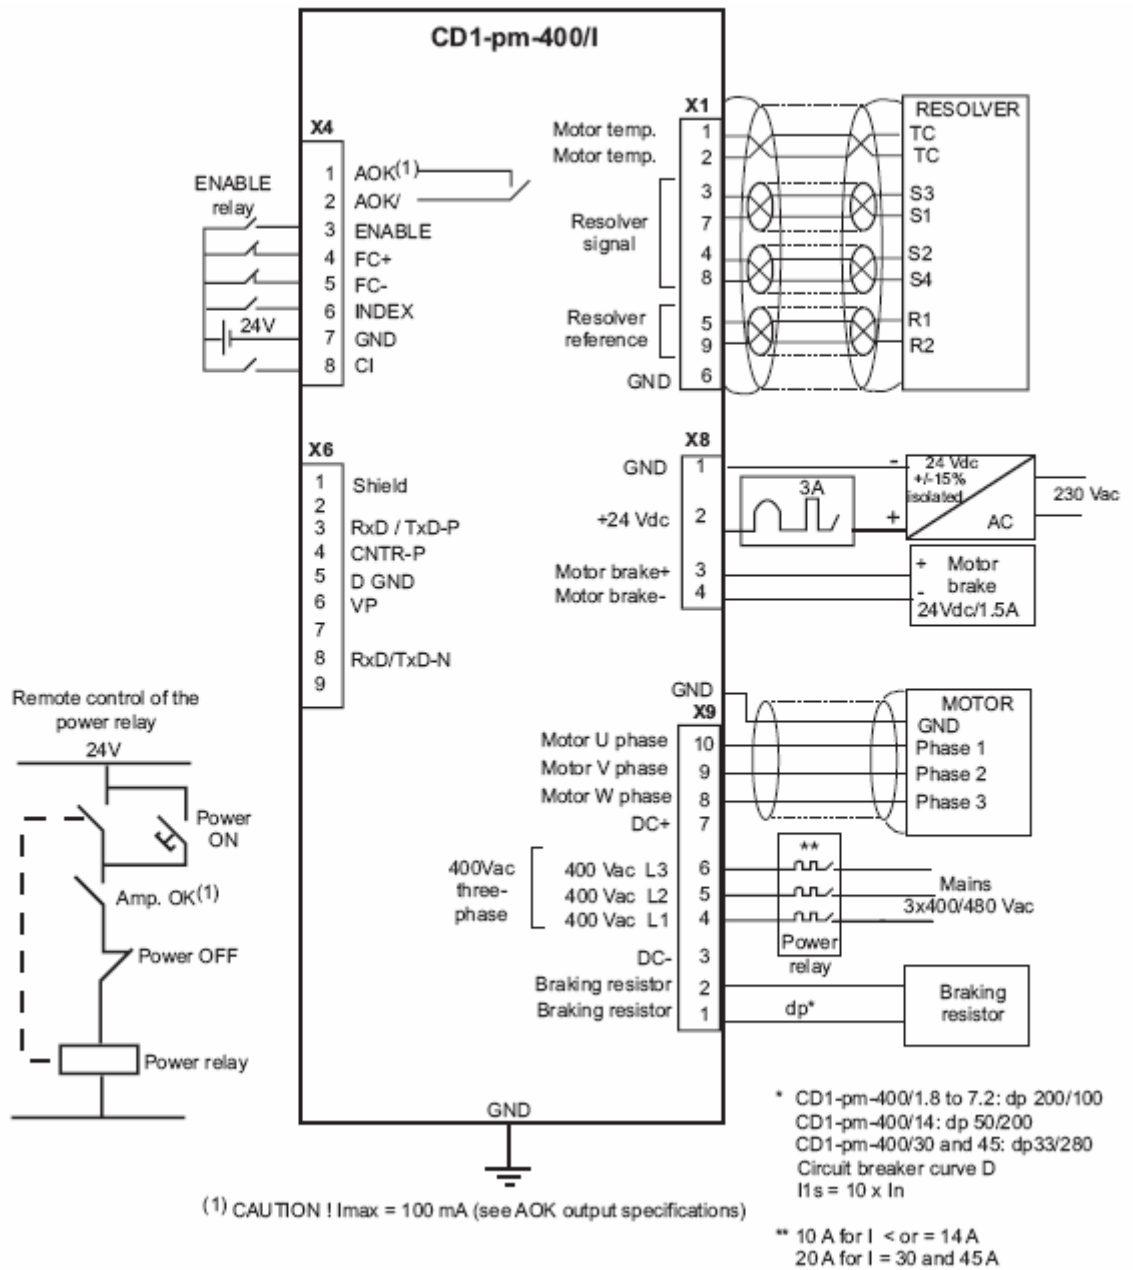 CD1-pm-400/I
X4
1 AOK(1)
2 AOK/
3 ENABLE
4 FC+
5 FC-
6 INDEX
7 GND
8 CI
ENABLE
relay
24V
X6
1 Shield
2
3 RxD / TxD-P
4 CNTR-P
5 D GND
6 VP
7
8 RxD/TxD-N
9
X1
Motor temp. 1
Motor temp. 2
3
7
Resolver
signal
4
8
Resolver
reference
5
9
GND 6
RESOLVER
TC
TC
S3
S1
S2
S4
R1
R2
X8
GND 1
+24 Vdc 2
Motor brake+ 3
Motor brake- 4
3A
-
+
24 Vdc
+/-15%
isolated
AC
230 Vac
+ Motor
brake
-
24Vdc/1.5A
GND
X9
Motor U phase 10
Motor V phase 9
Motor W phase 8
DC+ 7
400Vac
three-
phase
400 Vac L3 6
400 Vac L2 5
400 Vac L1 4
DC- 3
Braking resistor 2
Braking resistor 1
MOTOR
GND
Phase 1
Phase 2
Phase 3
**
Power
relay
Mains
3x400/480 Vac
dp*
Braking
resistor
Remote control of the
power relay
24V
Power
ON
Amp. OK(1)
Power OFF
Power relay
GND
(1) CAUTION ! Imax = 100 mA (see AOK output specifications)
* CD1-pm-400/1.8 to 7.2: dp 200/100
CD1-pm-400/14: dp 50/200
CD1-pm-400/30 and 45: dp33/280
Circuit breaker curve D
I1s = 10 x In
** 10 A for I < or = 14 A
20 A for I = 30 and 45 A